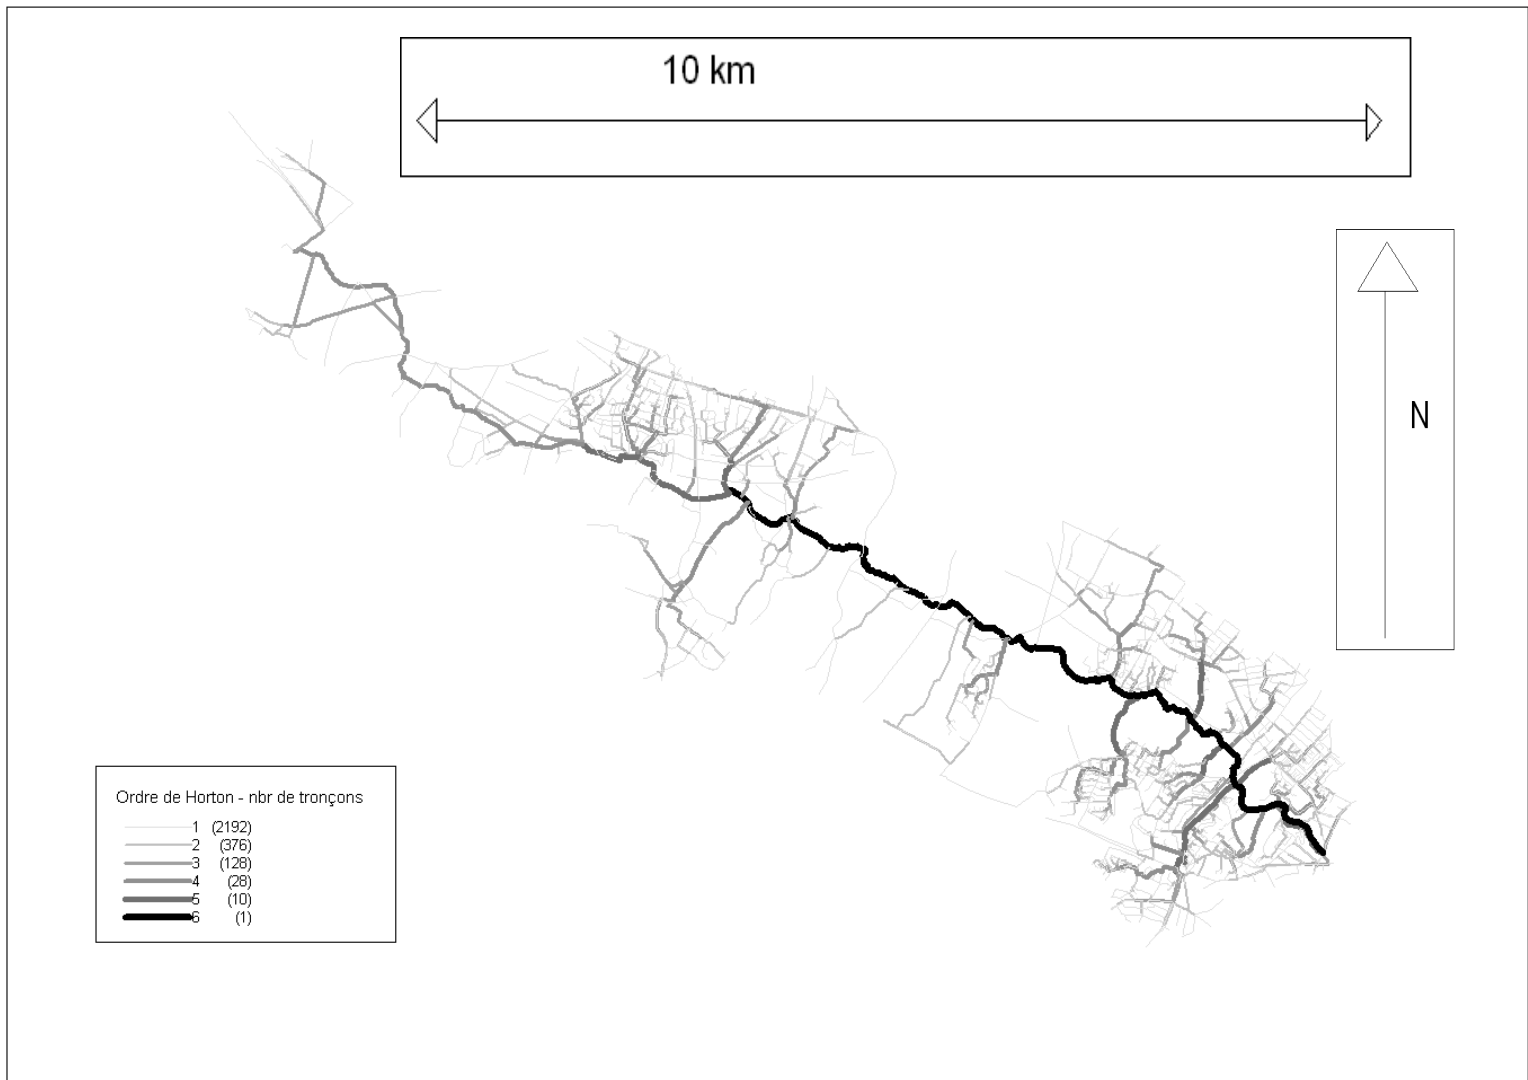 10 km
N
Ordre de Horton - nbr de tronçons
1 (2192)
2 (376)
3 (128)
4 (28)
5 (10)
6 (1)